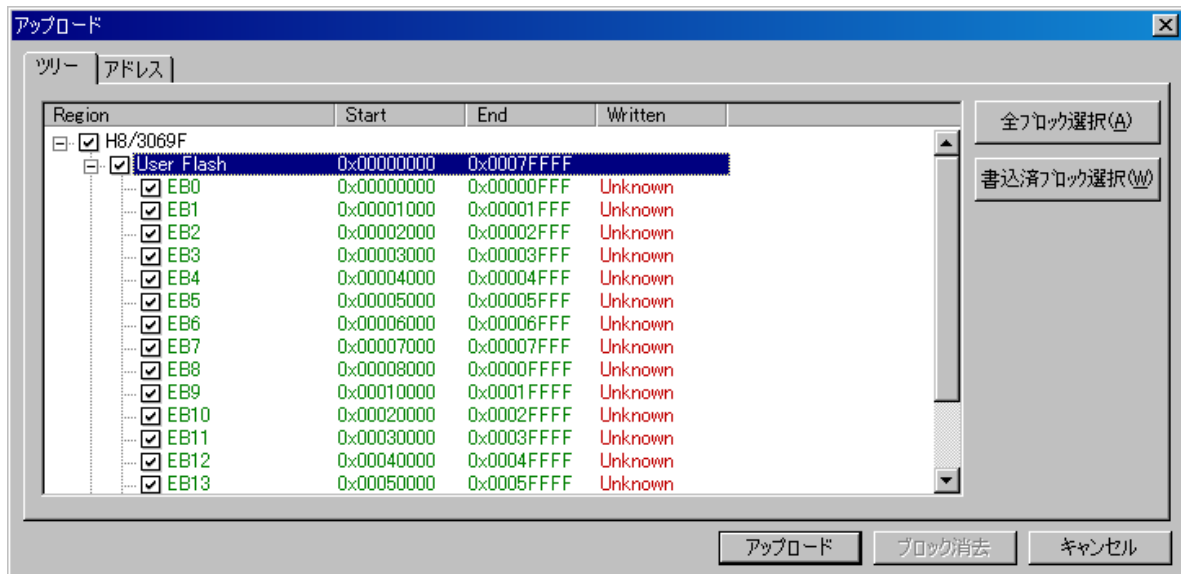 アップロード
ツリー アドレス
Region Start End Written
H8/3069F
User Flash 0x00000000 0x0007FFFF
EB0 0x00000000 0x00000FFF Unknown
EB1 0x00001000 0x00001FFF Unknown
EB2 0x00002000 0x00002FFF Unknown
EB3 0x00003000 0x00003FFF Unknown
EB4 0x00004000 0x00004FFF Unknown
EB5 0x00005000 0x00005FFF Unknown
EB6 0x00006000 0x00006FFF Unknown
EB7 0x00007000 0x00007FFF Unknown
EB8 0x00008000 0x0000FFFF Unknown
EB9 0x00010000 0x0001FFFF Unknown
EB10 0x00020000 0x0002FFFF Unknown
EB11 0x00030000 0x0003FFFF Unknown
EB12 0x00040000 0x0004FFFF Unknown
EB13 0x00050000 0x0005FFFF Unknown
全ブロック選択(A)
書込済ブロック選択(W)
アップロード ブロック消去 キャンセル